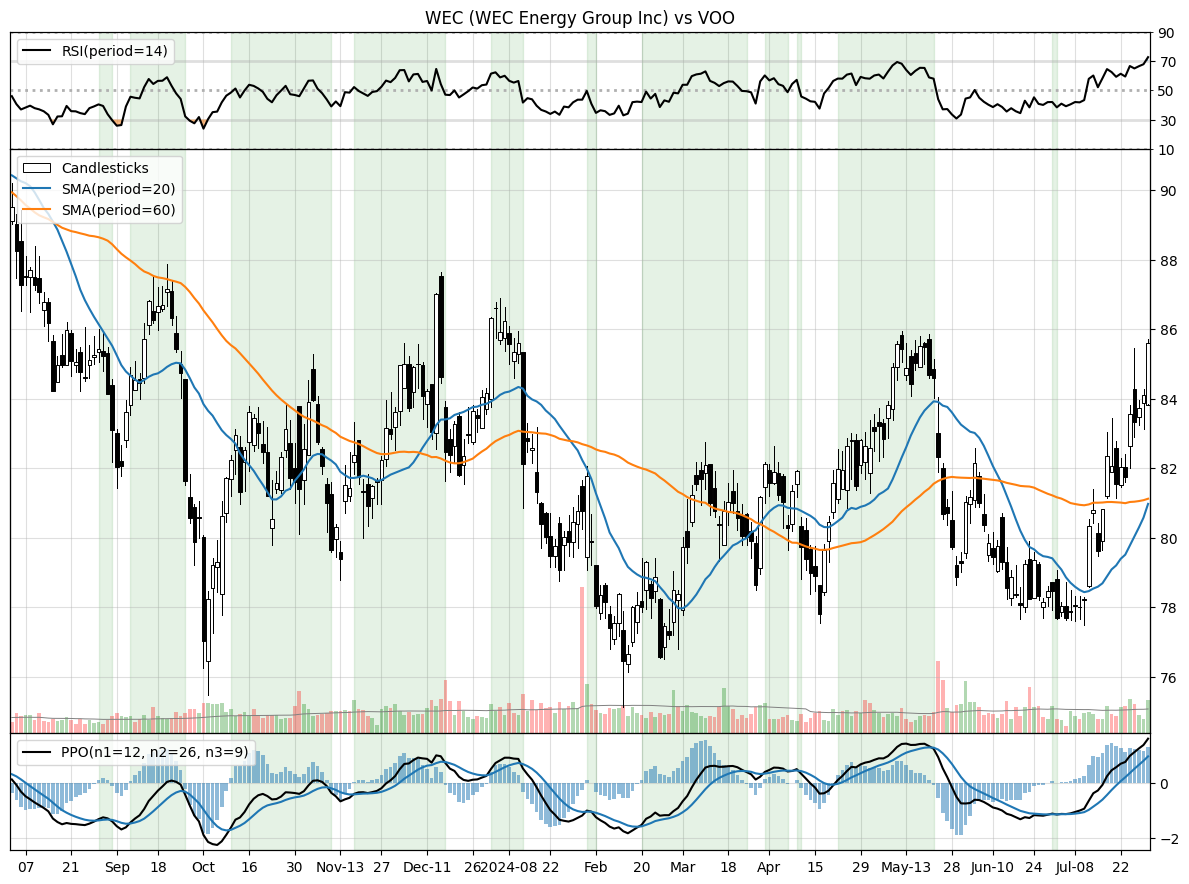 WEC (WEC Energy Group Inc) vs VOO
RSI(period=14)
90
70
50
30
10
Candlesticks
SMA(period=20)
SMA(period=60)
90
88
86
84
82
80
78
76
PPO(n1=12, n2=26, n3=9)
0
−2
07 21 Sep 18 Oct 16 30 Nov-13 27 Dec-11 26 2024-08 22 Feb 20 Mar 18 Apr 15 29 May-13 28 Jun-10 24 Jul-08 22